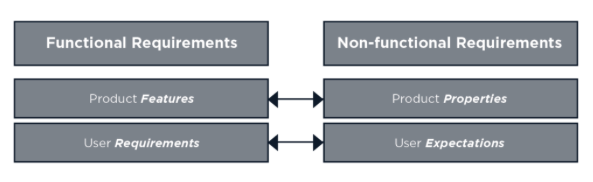 Functional Requirements
Non-functional Requirements
Product Features
Product Properties
User Requirements
User Expectations